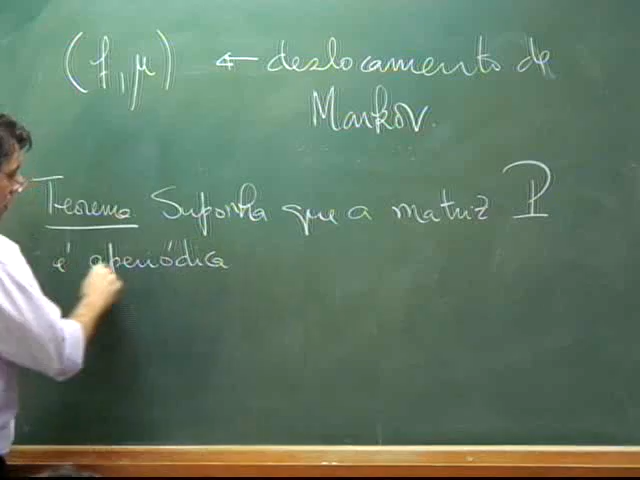 (f, μ) ← deslocamento de
Markov.
Teorema Suponha que a matriz P
é aperiódica